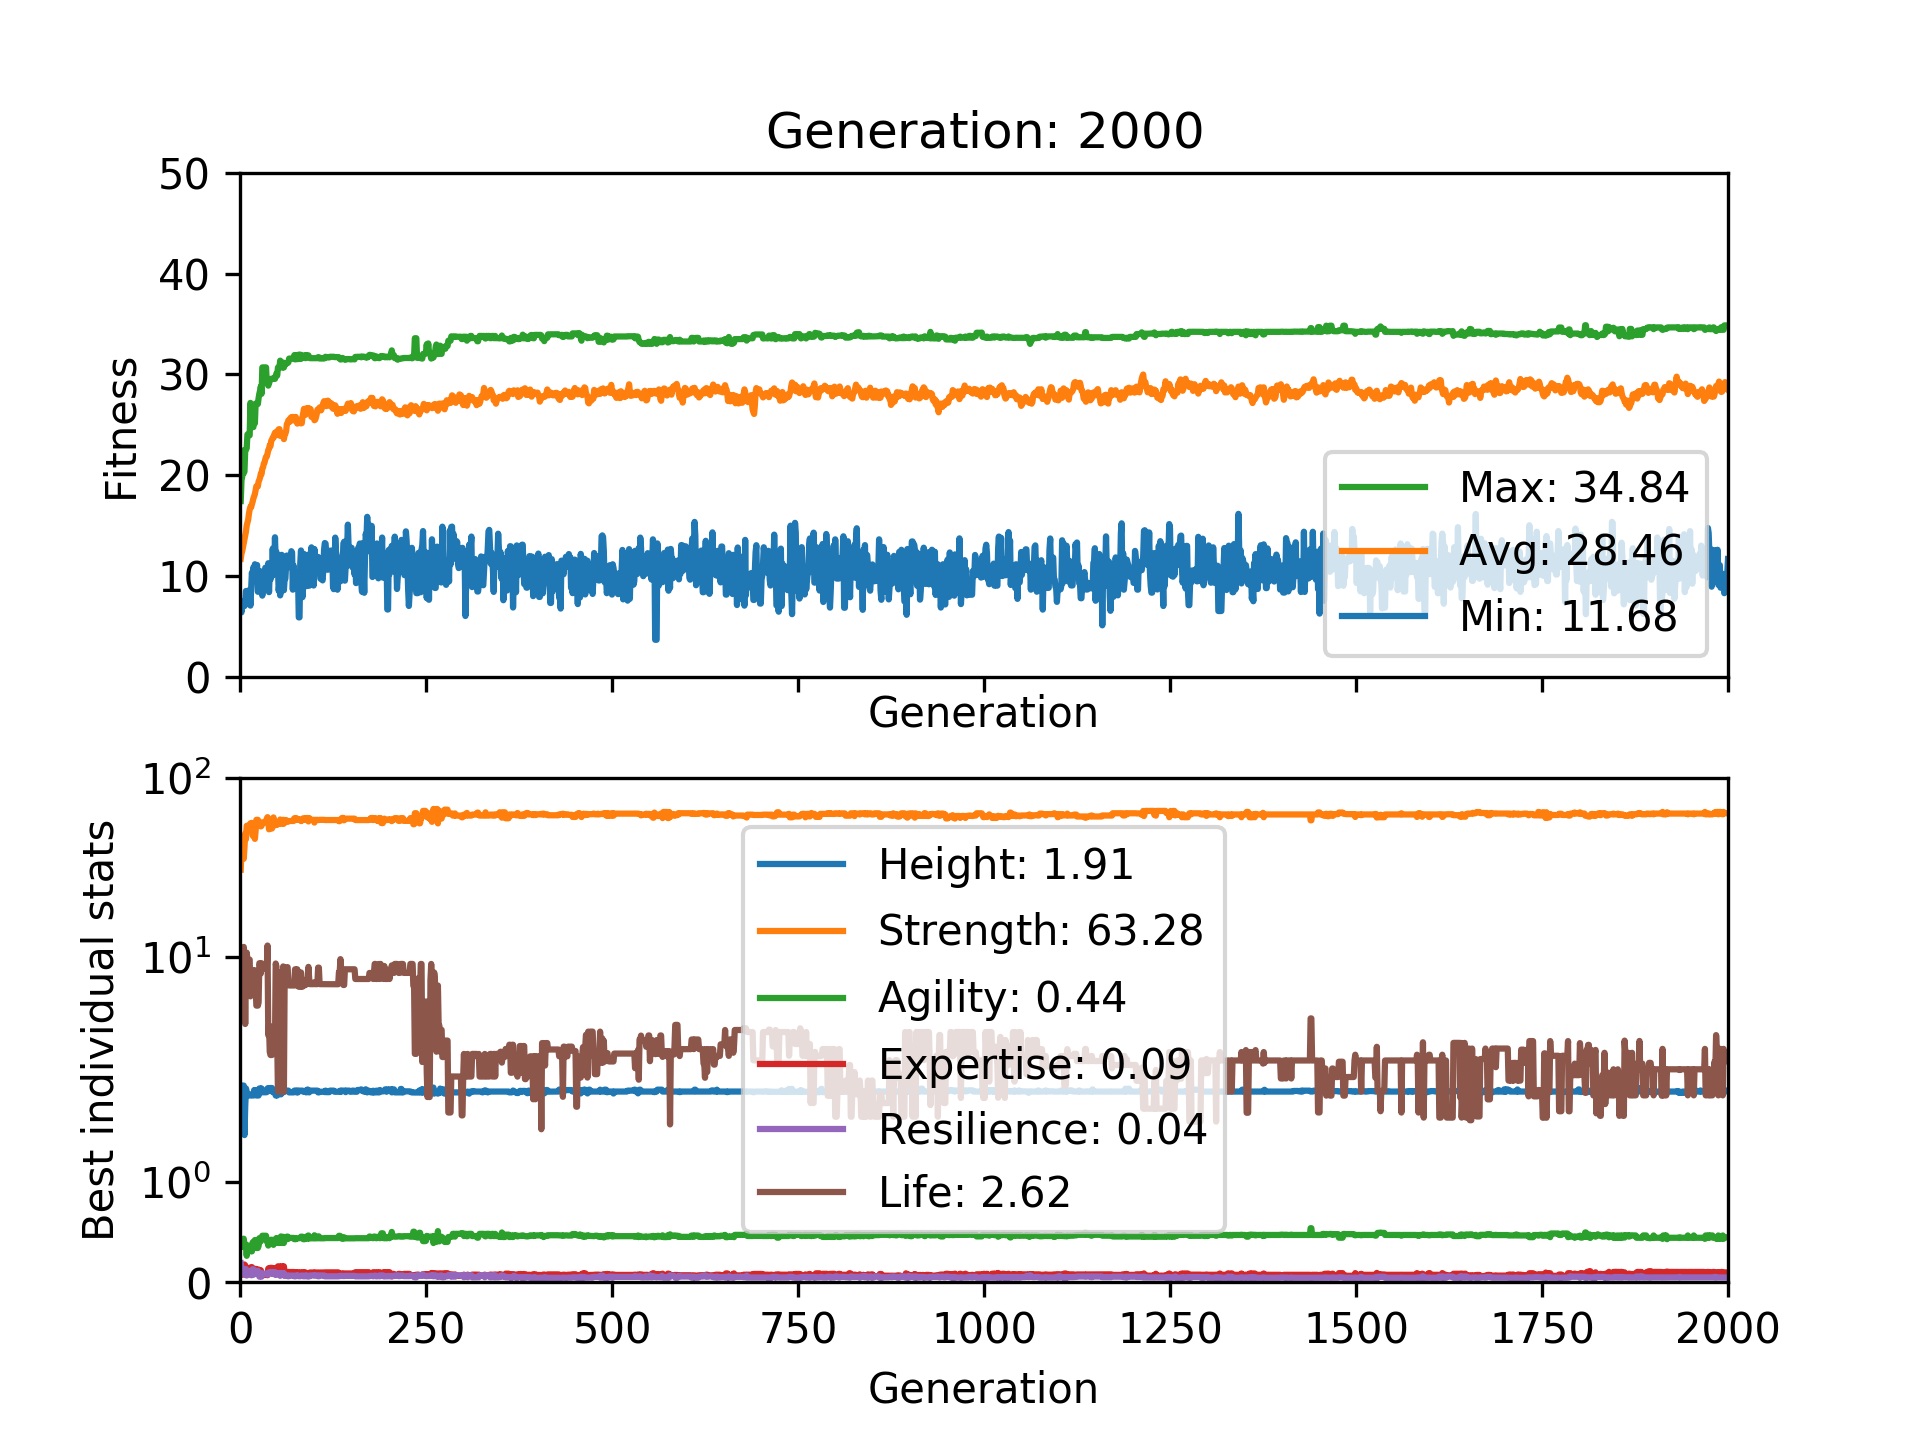 Generation: 2000
50
40
30
20
10
0
Fitness
Max: 34.84
Avg: 28.46
Min: 11.68
Generation
10²
10¹
10⁰
0
Best individual stats
Height: 1.91
Strength: 63.28
Agility: 0.44
Expertise: 0.09
Resilience: 0.04
Life: 2.62
0 250 500 750 1000 1250 1500 1750 2000
Generation